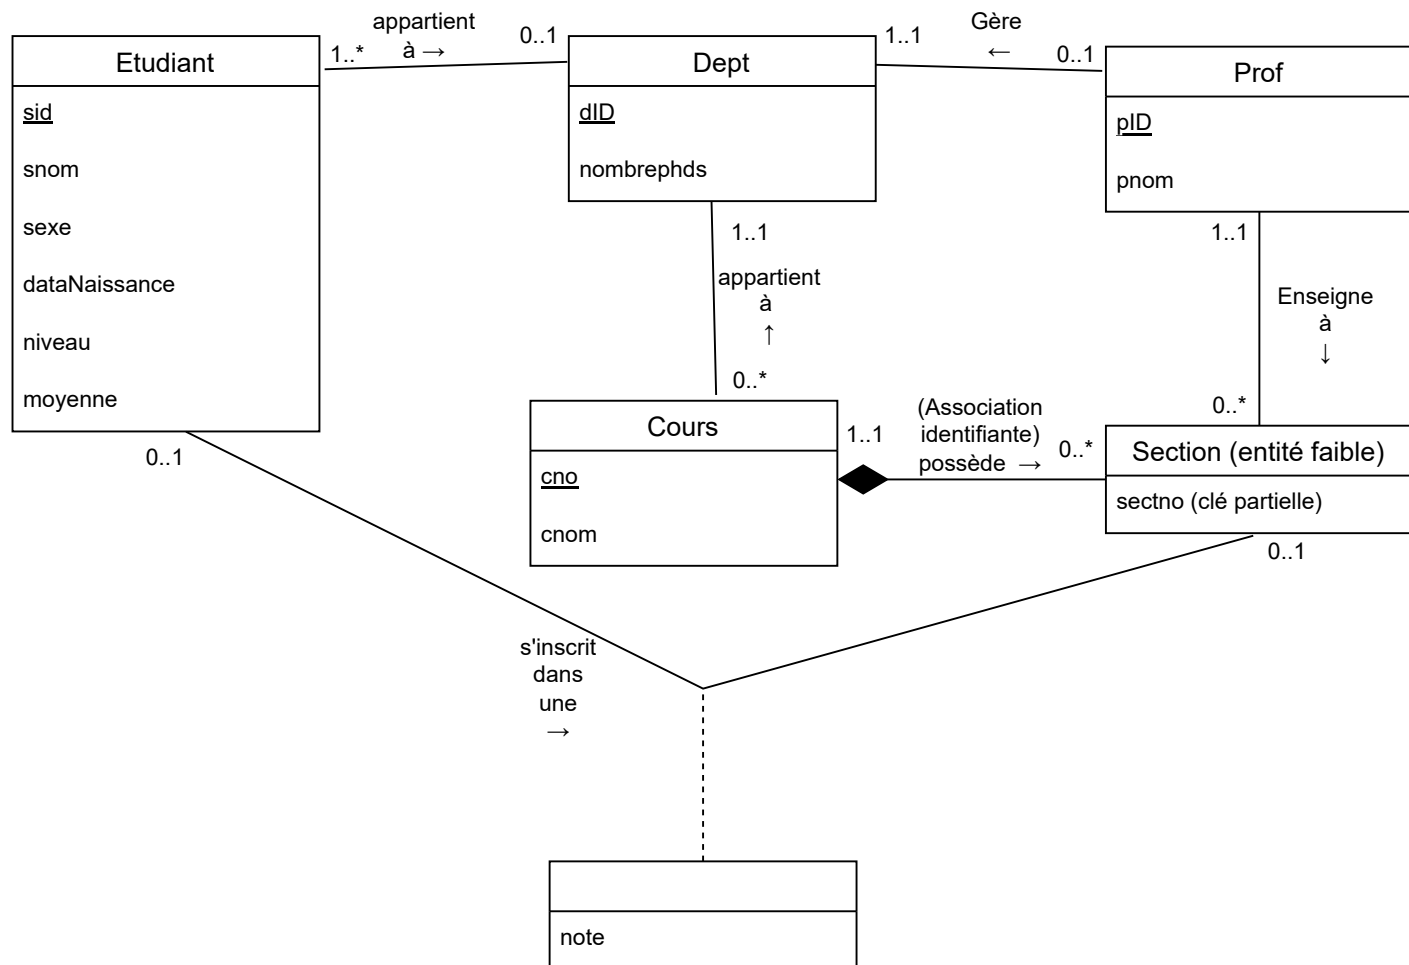 appartient
à →
1..*
0..1
Gère
←
1..1
0..1
Etudiant
sid
snom
sexe
dataNaissance
niveau
moyenne
Dept
dID
nombrephds
Prof
pID
pnom
1..1
appartient
à
↑
0..*
1..1
Enseigne
à
↓
0..*
0..1
Cours
cno
cnom
1..1
(Association
identifiante)
possède →
0..*
Section (entité faible)
sectno (clé partielle)
0..1
s'inscrit
dans
une
→
note